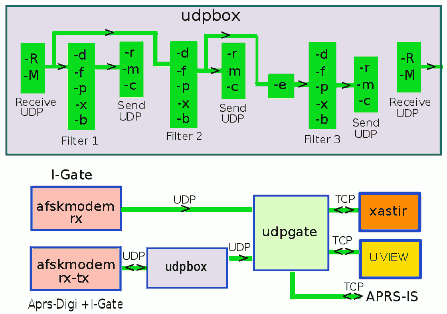 udpbox
-R
-M
Receive
UDP
-d
-f
-p
-x
-b
Filter 1
-r
-m
-c
Send
UDP
-d
-f
-p
-x
-b
Filter 2
-r
m
-c
Send
UDP
-e
-d
-f
-p
-x
-b
Filter 3
-r
-m
-c
Send
UDP
-R
-M
Receive
UDP
I-Gate
afskmodem
rx
UDP
udpgate
TCP
xastir
afskmodem
rx-tx
UDP
udpbox
UDP
TCP
UIVIEW
Aprs-Digi +I-Gate
TCP
APRS-IS